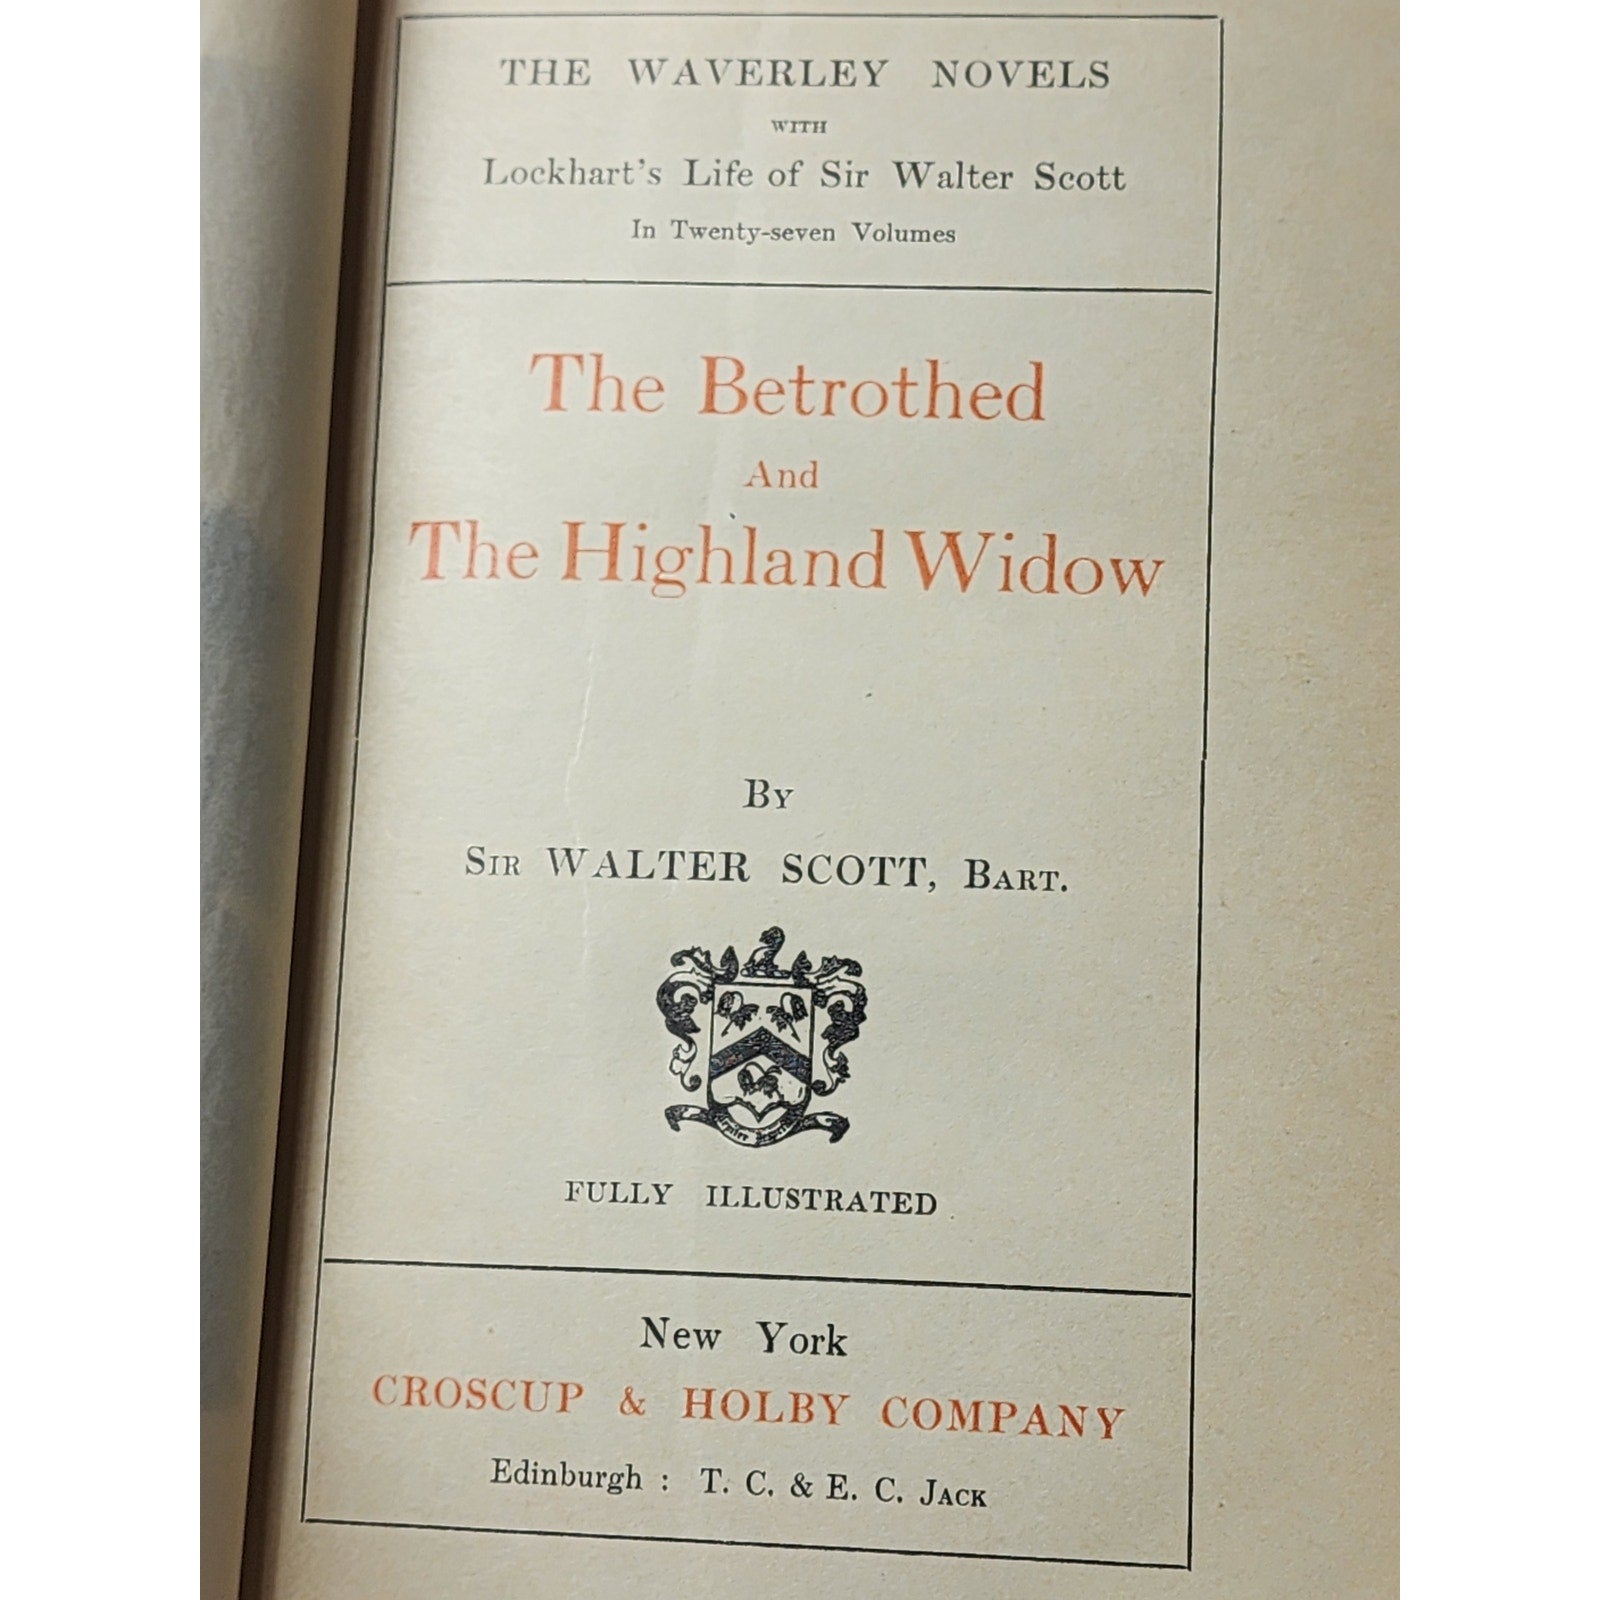 THE WAVERLEY NOVELS
WITH
Lockhart's Life of Sir Walter Scott
In Twenty-seven Volumes
The Betrothed
And
The Highland Widow
BY
SIR WALTER SCOTT, BART.
FULLY ILLUSTRATED
New York
CROSCUP & HOLBY COMPANY
Edinburgh : T. C. & E. C. JACK